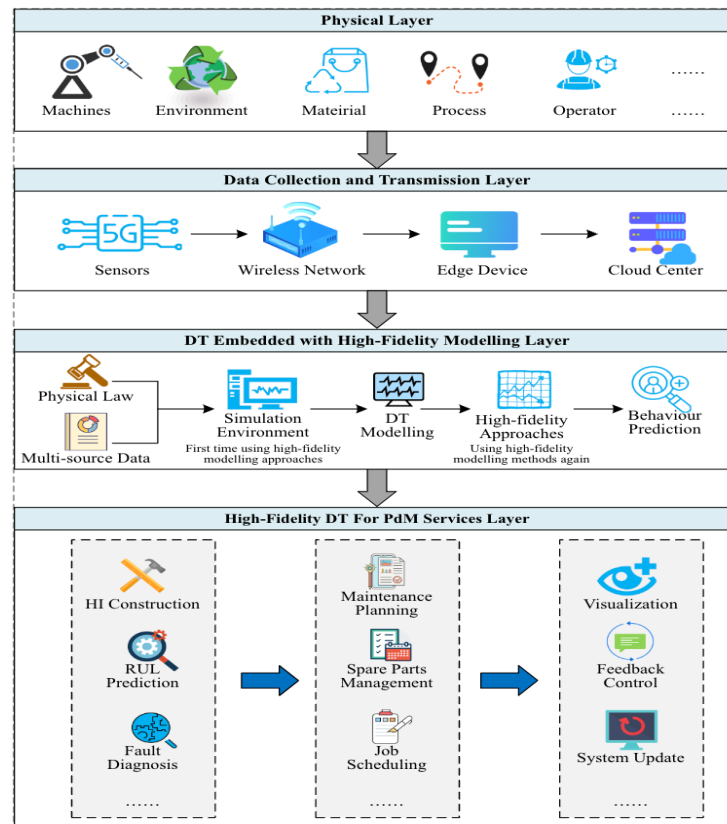 Physical Layer
Machines
Environment
Mateirial
Process
Operator
......
......
Data Collection and Transmission Layer
5G
Sensors
Wireless Network
Edge Device
Cloud Center
DT Embedded with High-Fidelity Modelling Layer
Physical Law
Multi-source Data
Simulation
Environment
First time using high-fidelity
modelling approaches
DT
Modelling
High-fidelity
Approaches
Using high-fidelity
modelling methods again
Behaviour
Prediction
High-Fidelity DT For PdM Services Layer
HI Construction
RUL
Prediction
Fault
Diagnosis
......
Maintenance
Planning
Spare Parts
Management
Job
Scheduling
......
Visualization
Feedback
Control
System Update
......